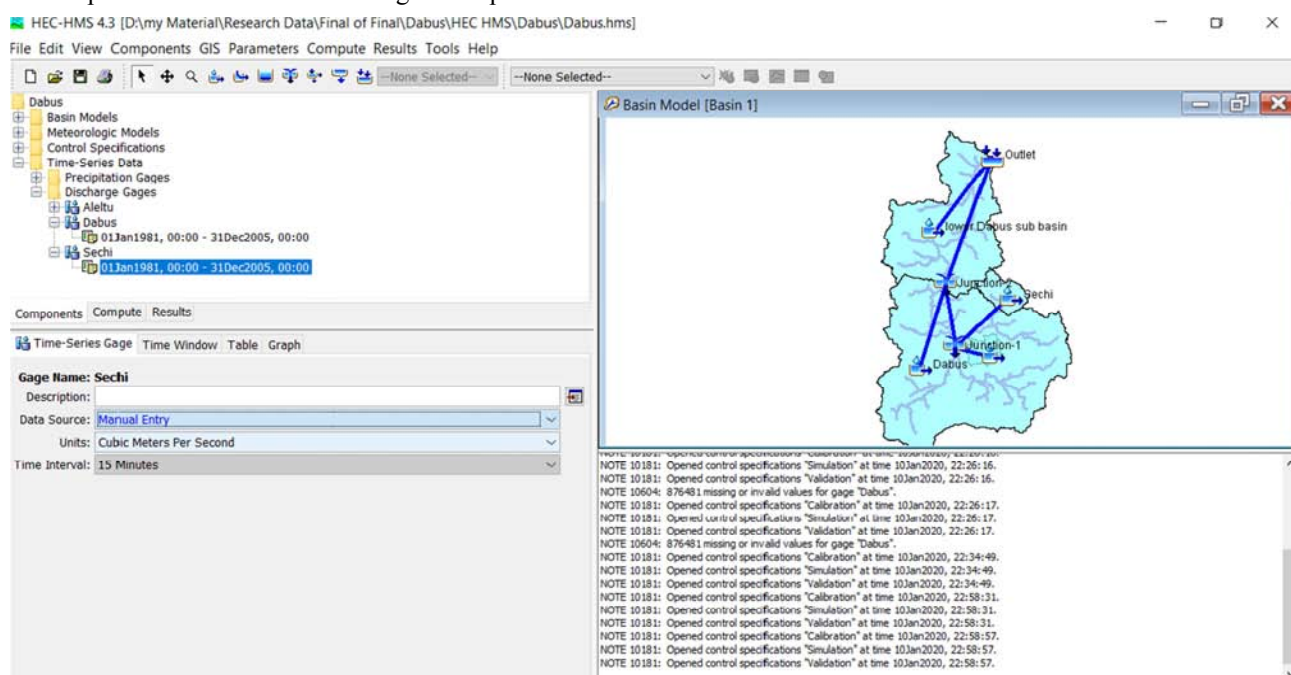 HEC-HMS 4.3 [D:\my Material\Research Data\Final of Final\Dabus\HEC HMS\Dabus\Dabus.hms]
File Edit View Components GIS Parameters Compute Results Tools Help
--None Selected-- --None Selected--
Dabus
Basin Models
Meteorologic Models
Control Specifications
Time-Series Data
Precipitation Gages
Discharge Gages
Aleltu
Dabus
01Jan1981, 00:00 - 31Dec2005, 00:00
Sechi
01Jan1981, 00:00 - 31Dec2005, 00:00
Components Compute Results
Time-Series Gage Time Window Table Graph
Gage Name: Sechi
Description:
Data Source: Manual Entry
Units: Cubic Meters Per Second
Time Interval: 15 Minutes
Basin Model [Basin 1]
Outlet
lower Dabus sub basin
Junction-2
Sechi
Junction-1
Dabus
NOTE 10181: Opened control specifications "Simulation" at time 10Jan2020, 22:26:16.
NOTE 10181: Opened control specifications "Validation" at time 10Jan2020, 22:26:16.
NOTE 10604: 876481 missing or invalid values for gage "Dabus".
NOTE 10181: Opened control specifications "Calibration" at time 10Jan2020, 22:26:17.
NOTE 10181: Opened control specifications "Simulation" at time 10Jan2020, 22:26:17.
NOTE 10181: Opened control specifications "Validation" at time 10Jan2020, 22:26:17.
NOTE 10604: 876481 missing or invalid values for gage "Dabus".
NOTE 10181: Opened control specifications "Calibration" at time 10Jan2020, 22:34:49.
NOTE 10181: Opened control specifications "Simulation" at time 10Jan2020, 22:34:49.
NOTE 10181: Opened control specifications "Validation" at time 10Jan2020, 22:34:49.
NOTE 10181: Opened control specifications "Calibration" at time 10Jan2020, 22:58:31.
NOTE 10181: Opened control specifications "Simulation" at time 10Jan2020, 22:58:31.
NOTE 10181: Opened control specifications "Validation" at time 10Jan2020, 22:58:31.
NOTE 10181: Opened control specifications "Calibration" at time 10Jan2020, 22:58:57.
NOTE 10181: Opened control specifications "Simulation" at time 10Jan2020, 22:58:57.
NOTE 10181: Opened control specifications "Validation" at time 10Jan2020, 22:58:57.